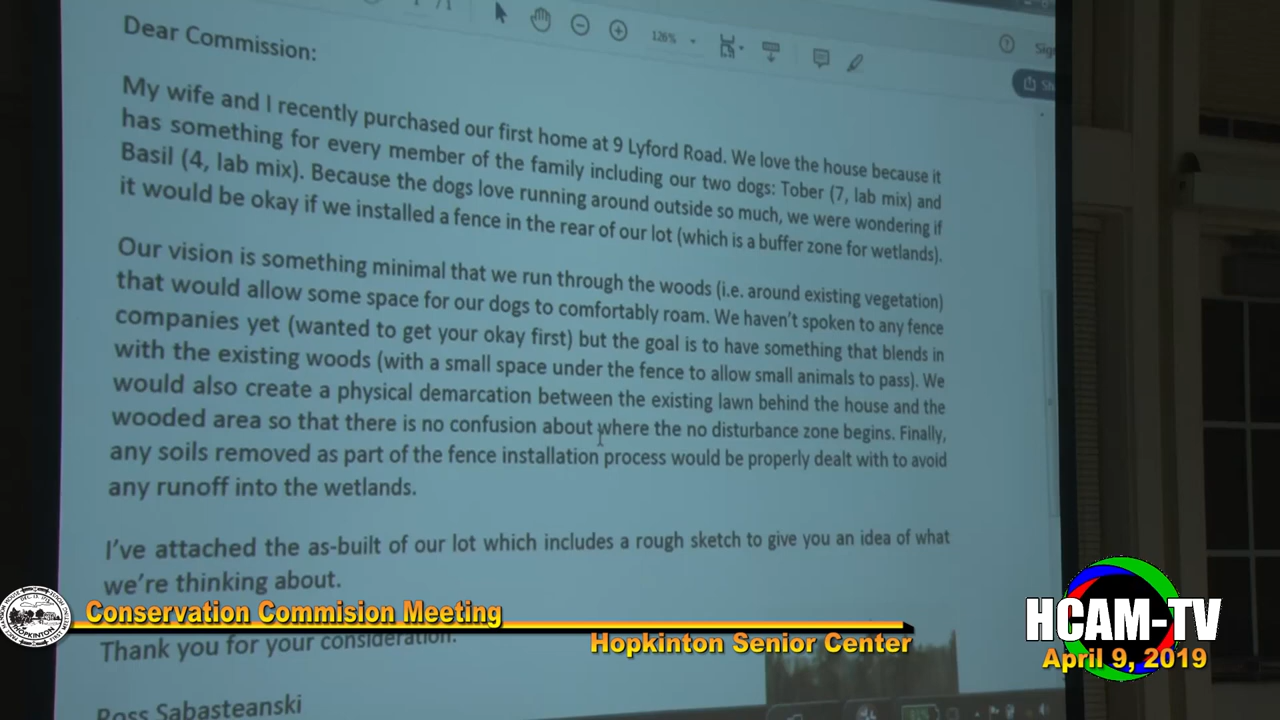 1 / 1
126%
Sig
Sh
Dear Commission:
My wife and I recently purchased our first home at 9 Lyford Road. We love the house because it
has something for every member of the family including our two dogs: Tober (7, lab mix) and
Basil (4, lab mix). Because the dogs love running around outside so much, we were wondering if
it would be okay if we installed a fence in the rear of our lot (which is a buffer zone for wetlands).
Our vision is something minimal that we run through the woods (i.e. around existing vegetation)
that would allow some space for our dogs to comfortably roam. We haven't spoken to any fence
companies yet (wanted to get your okay first) but the goal is to have something that blends in
with the existing woods (with a small space under the fence to allow small animals to pass). We
would also create a physical demarcation between the existing lawn behind the house and the
wooded area so that there is no confusion about where the no disturbance zone begins. Finally,
any soils removed as part of the fence installation process would be properly dealt with to avoid
any runoff into the wetlands.
I've attached the as-built of our lot which includes a rough sketch to give you an idea of what
we're thinking about.
Thank you for your consideration.
Ross Sabasteanski
Conservation Commision Meeting
Hopkinton Senior Center
HCAM-TV
April 9, 2019
HOPKINTON